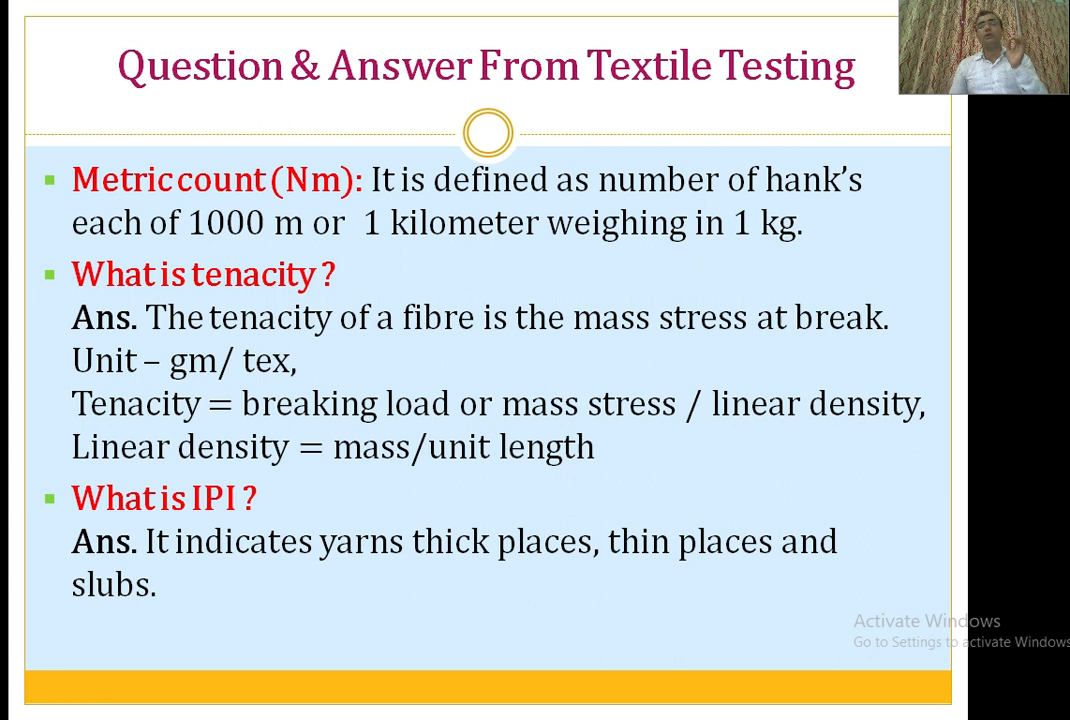 Question & Answer From Textile Testing
Metric count (Nm): It is defined as number of hank's
each of 1000 m or 1 kilometer weighing in 1 kg.
What is tenacity ?
Ans. The tenacity of a fibre is the mass stress at break.
Unit – gm/ tex,
Tenacity = breaking load or mass stress / linear density,
Linear density = mass/unit length
What is IPI ?
Ans. It indicates yarns thick places, thin places and
slubs.
Activate Windows
Go to Settings to activate Windows